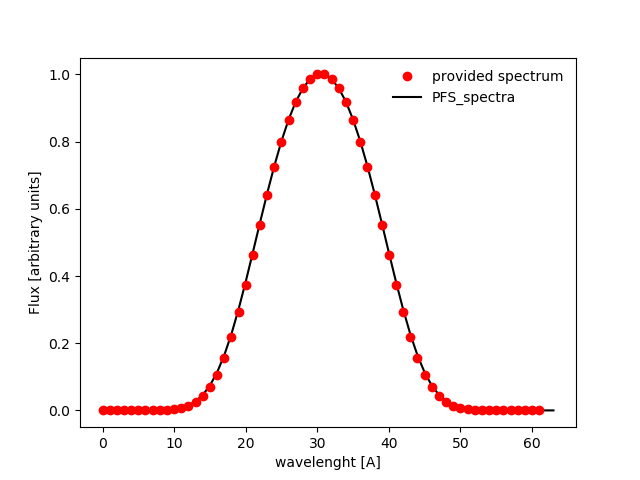 provided spectrum
PFS_spectra
1.0
0.8
0.6
0.4
0.2
0.0
Flux [arbitrary units]
0 10 20 30 40 50 60
wavelenght [A]